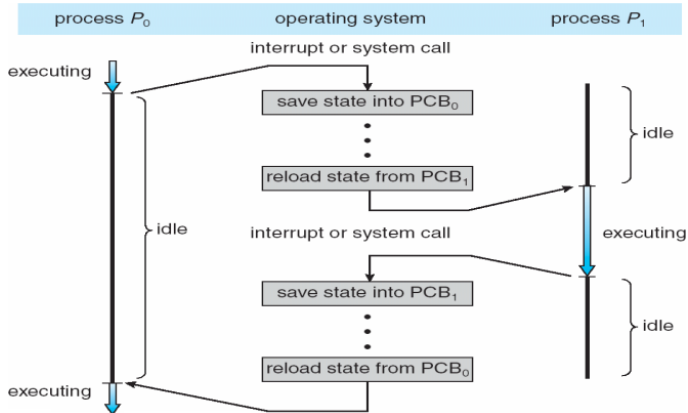 process P0 operating system process P1
interrupt or system call
executing
save state into PCB0
idle
reload state from PCB1
idle
interrupt or system call
executing
save state into PCB1
idle
reload state from PCB0
executing